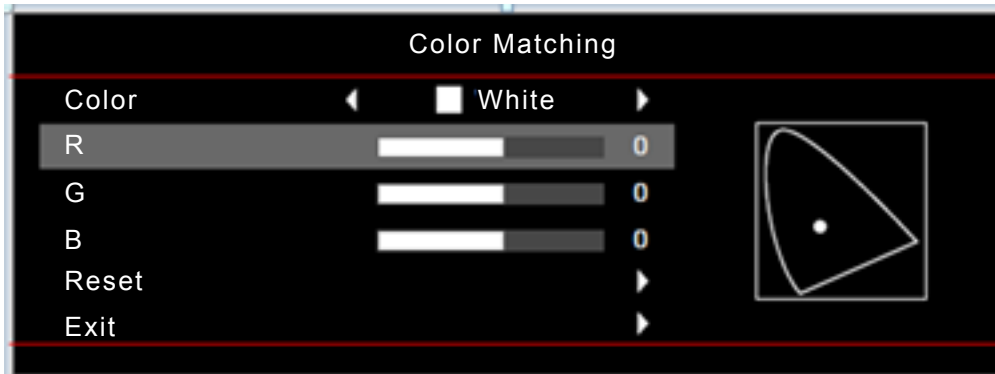 Color Matching
Color White
R 0
G 0
B 0
Reset
Exit